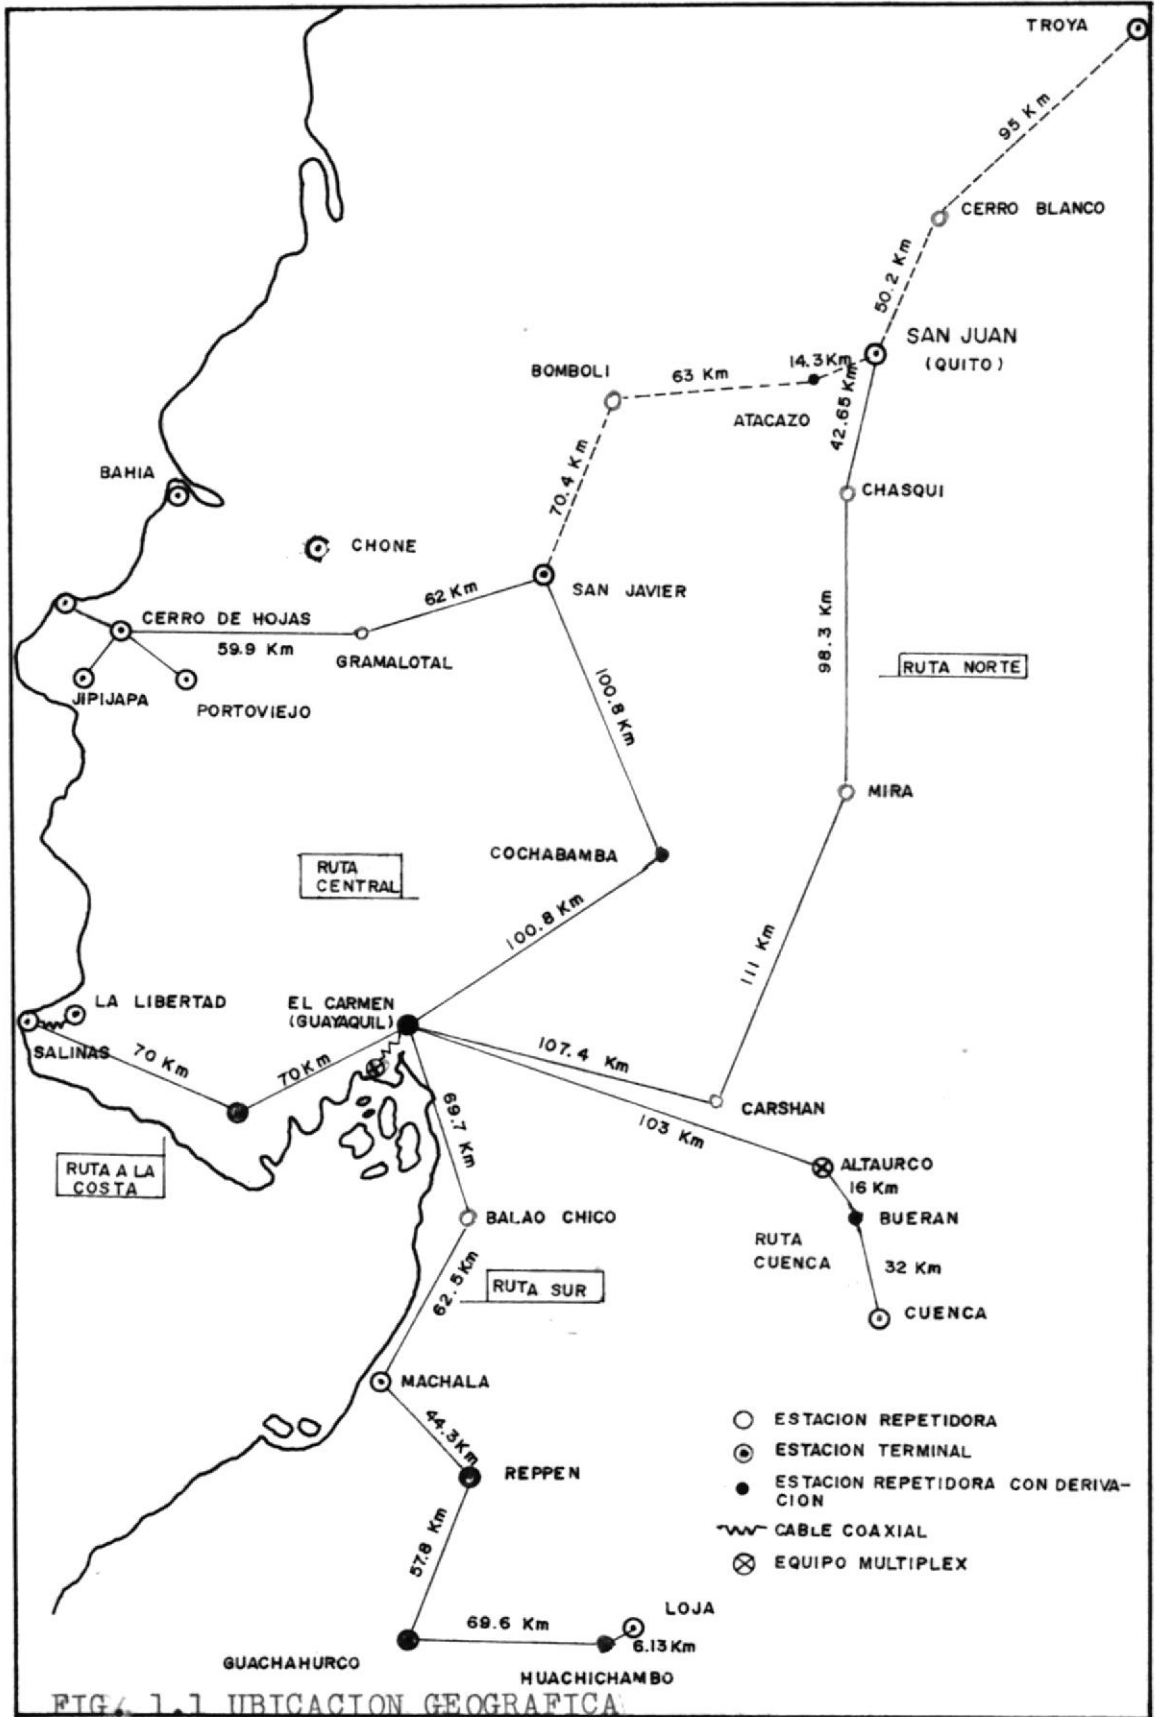 TROYA
95 Km
CERRO BLANCO
50.2 Km
SAN JUAN
(QUITO)
14.3Km
63 Km
BOMBOLI
ATACAZO
42.65 Km
70.4 Km
CHASQUI
BAHIA
CHONE
62 Km
SAN JAVIER
CERRO DE HOJAS
59.9 Km
GRAMALOTAL
98.3 Km
RUTA NORTE
JIPIJAPA
PORTOVIEJO
100.8 Km
MIRA
COCHABAMBA
RUTA
CENTRAL
100.8 Km
111 Km
LA LIBERTAD
EL CARMEN
(GUAYAQUIL)
SALINAS
70 Km
70Km
107.4 Km
CARSHAN
103 Km
69.7 Km
RUTA A LA
COSTA
ALTAURCO
16 Km
BUERAN
BALAO CHICO
RUTA
CUENCA
32 Km
62.5Km
RUTA SUR
CUENCA
MACHALA
44.3Km
REPPEN
ESTACION REPETIDORA
ESTACION TERMINAL
ESTACION REPETIDORA CON DERIVA-
CION
CABLE COAXIAL
EQUIPO MULTIPLEX
57.8 Km
LOJA
69.6 Km
6.13Km
GUACHAHURCO
HUACHICHAMBO
FIG. 1.1 UBICACION GEOGRAFICA